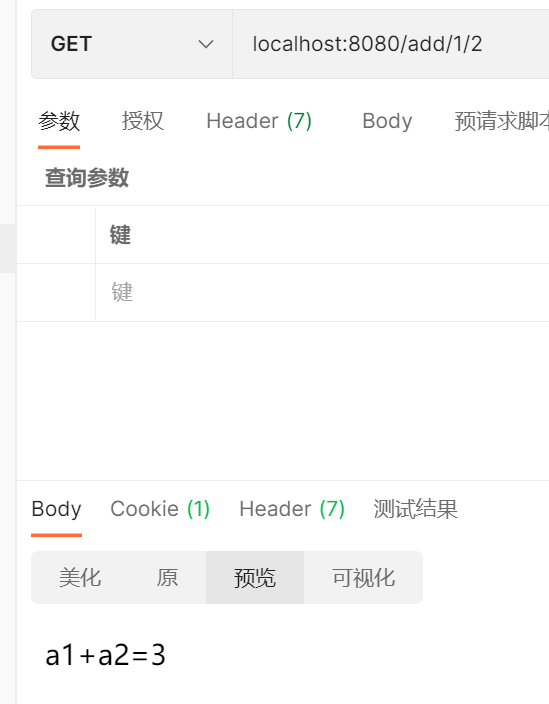 GET localhost:8080/add/1/2
参数 授权 Header (7) Body 预请求脚本
查询参数
键
键
Body Cookie (1) Header (7) 测试结果
美化 原 预览 可视化
a1+a2=3